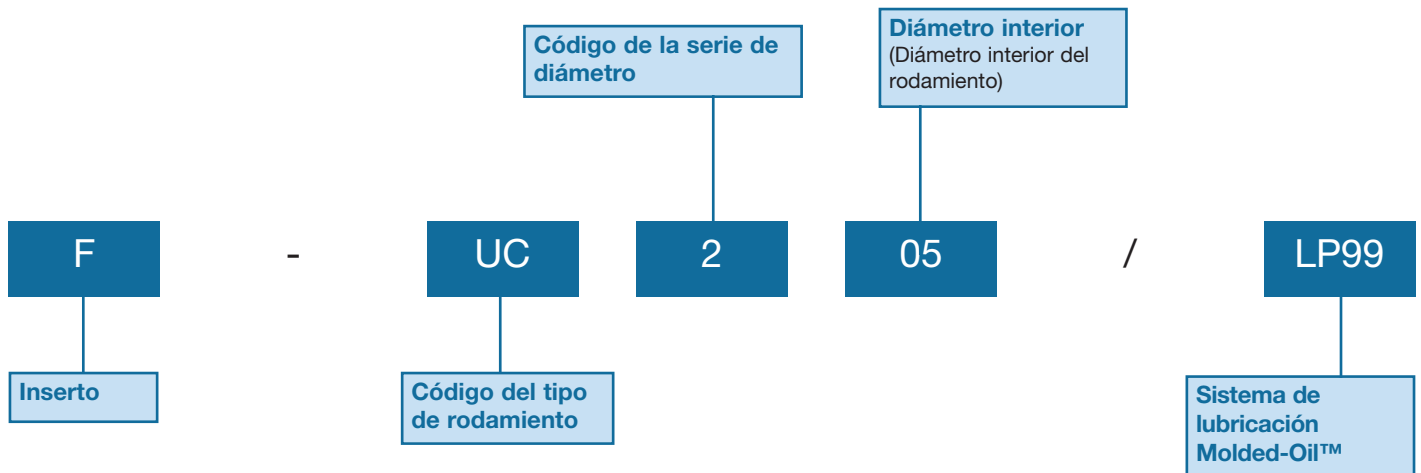 Código de la serie de
diámetro
Diámetro interior
(Diámetro interior del
rodamiento)
F - UC 2 05 / LP99
Inserto
Código del tipo
de rodamiento
Sistema de
lubricación
Molded-Oil™